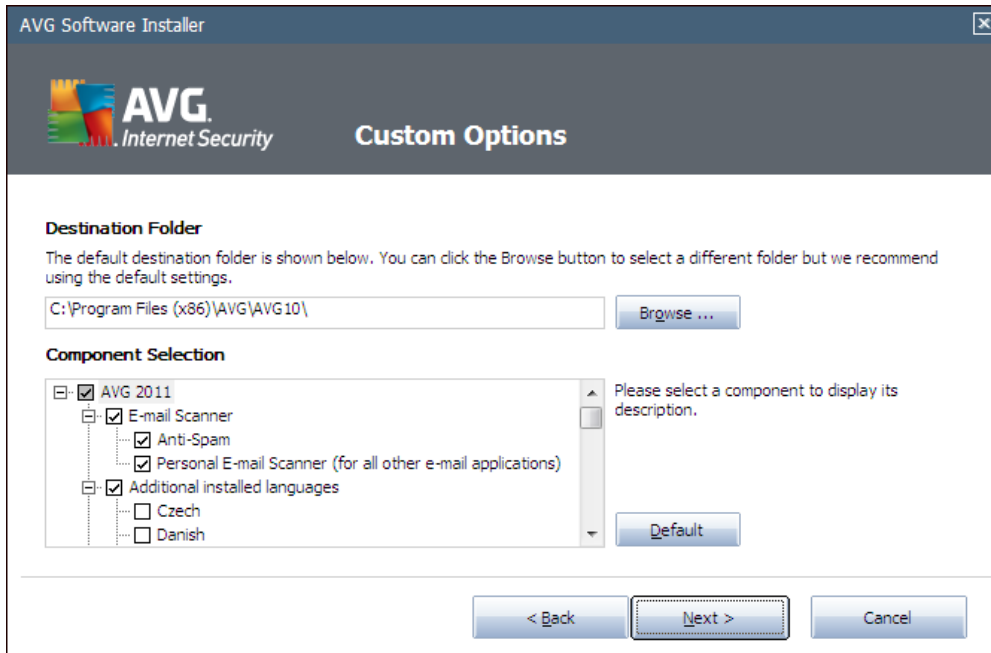 AVG Software Installer
AVG.
Internet Security
Custom Options
Destination Folder
The default destination folder is shown below. You can click the Browse button to select a different folder but we recommend
using the default settings.
C:\Program Files (x86)\AVG\AVG10\
Browse ...
Component Selection
AVG 2011
E-mail Scanner
Anti-Spam
Personal E-mail Scanner (for all other e-mail applications)
Additional installed languages
Czech
Danish
Please select a component to display its
description.
Default
< Back
Next >
Cancel